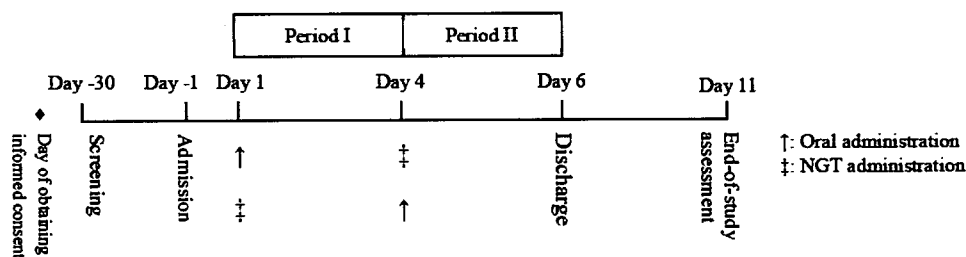 Period I
Period II
Day -30
Day -1
Day 1
Day 4
Day 6
Day 11
Day of obtaining
informed consent
Screening
Admission
Discharge
End-of-study
assessment
↑: Oral administration
‡: NGT administration